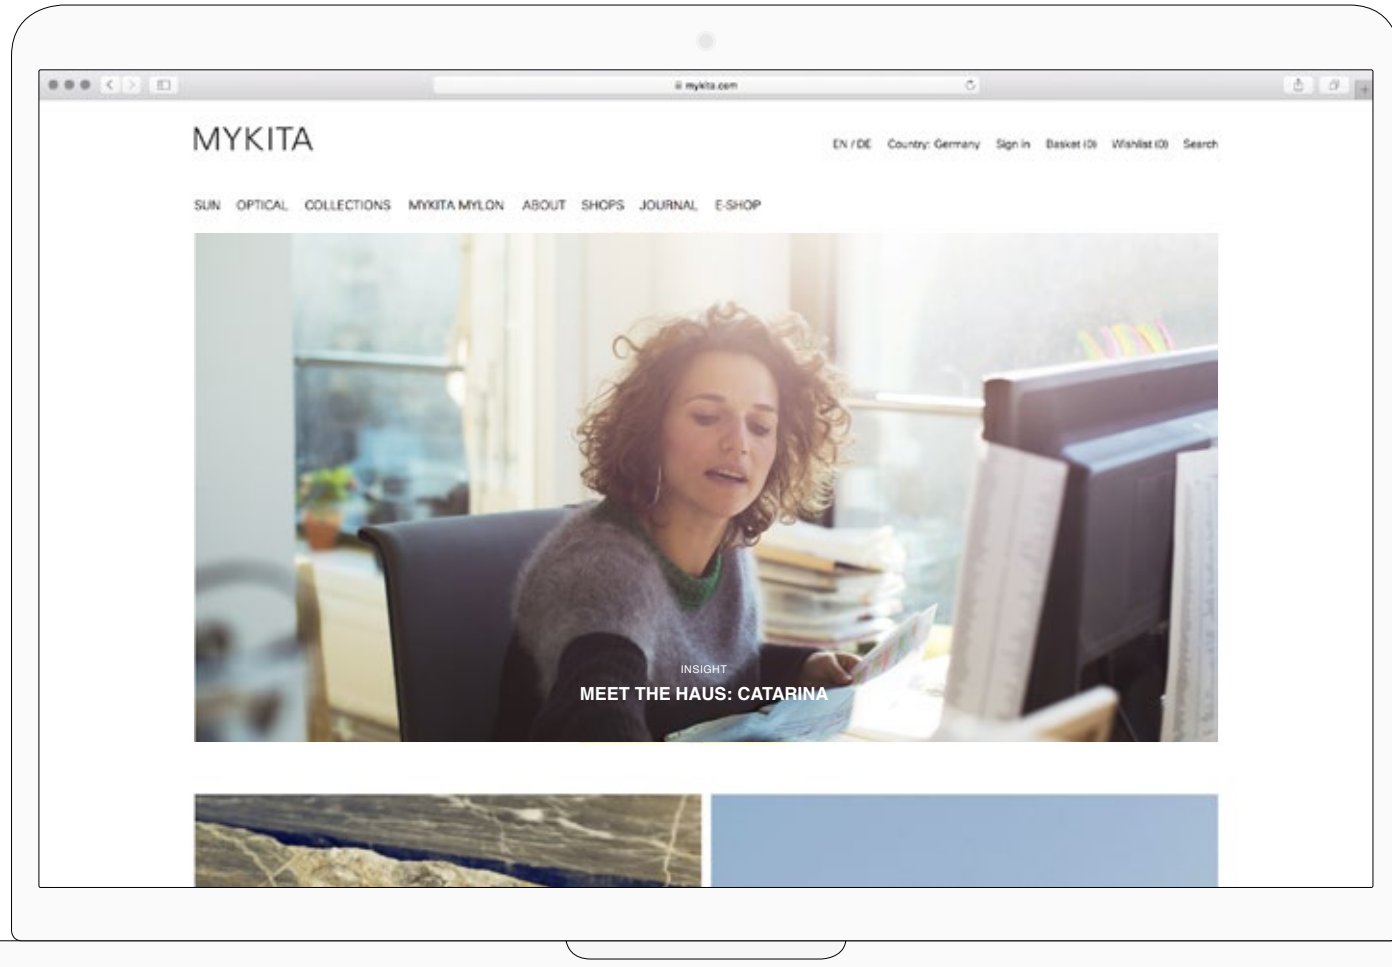 mykita.com
MYKITA
EN / DE Country: Germany Sign in Basket (0) Wishlist (0) Search
SUN OPTICAL COLLECTIONS MYKITA MYLON ABOUT SHOPS JOURNAL E-SHOP
INSIGHT
MEET THE HAUS: CATARINA